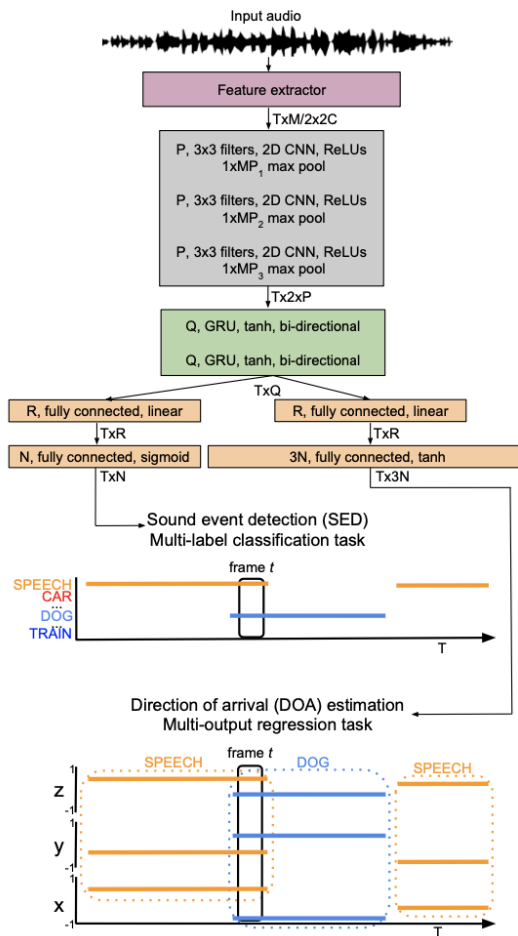 Input audio
Feature extractor
TxM/2x2C
P, 3x3 filters, 2D CNN, ReLUs
1xMP₁ max pool
P, 3x3 filters, 2D CNN, ReLUs
1xMP₂ max pool
P, 3x3 filters, 2D CNN, ReLUs
1xMP₃ max pool
Tx2xP
Q, GRU, tanh, bi-directional
Q, GRU, tanh, bi-directional
TxQ
R, fully connected, linear
R, fully connected, linear
TxR
TxR
N, fully connected, sigmoid
3N, fully connected, tanh
TxN
Tx3N
Sound event detection (SED)
Multi-label classification task
frame t
SPEECH
CAR
...
DOG
...
TRAIN
T
Direction of arrival (DOA) estimation
Multi-output regression task
frame t
SPEECH
DOG
SPEECH
1
z
-1
1
y
-1
1
x
-1
T